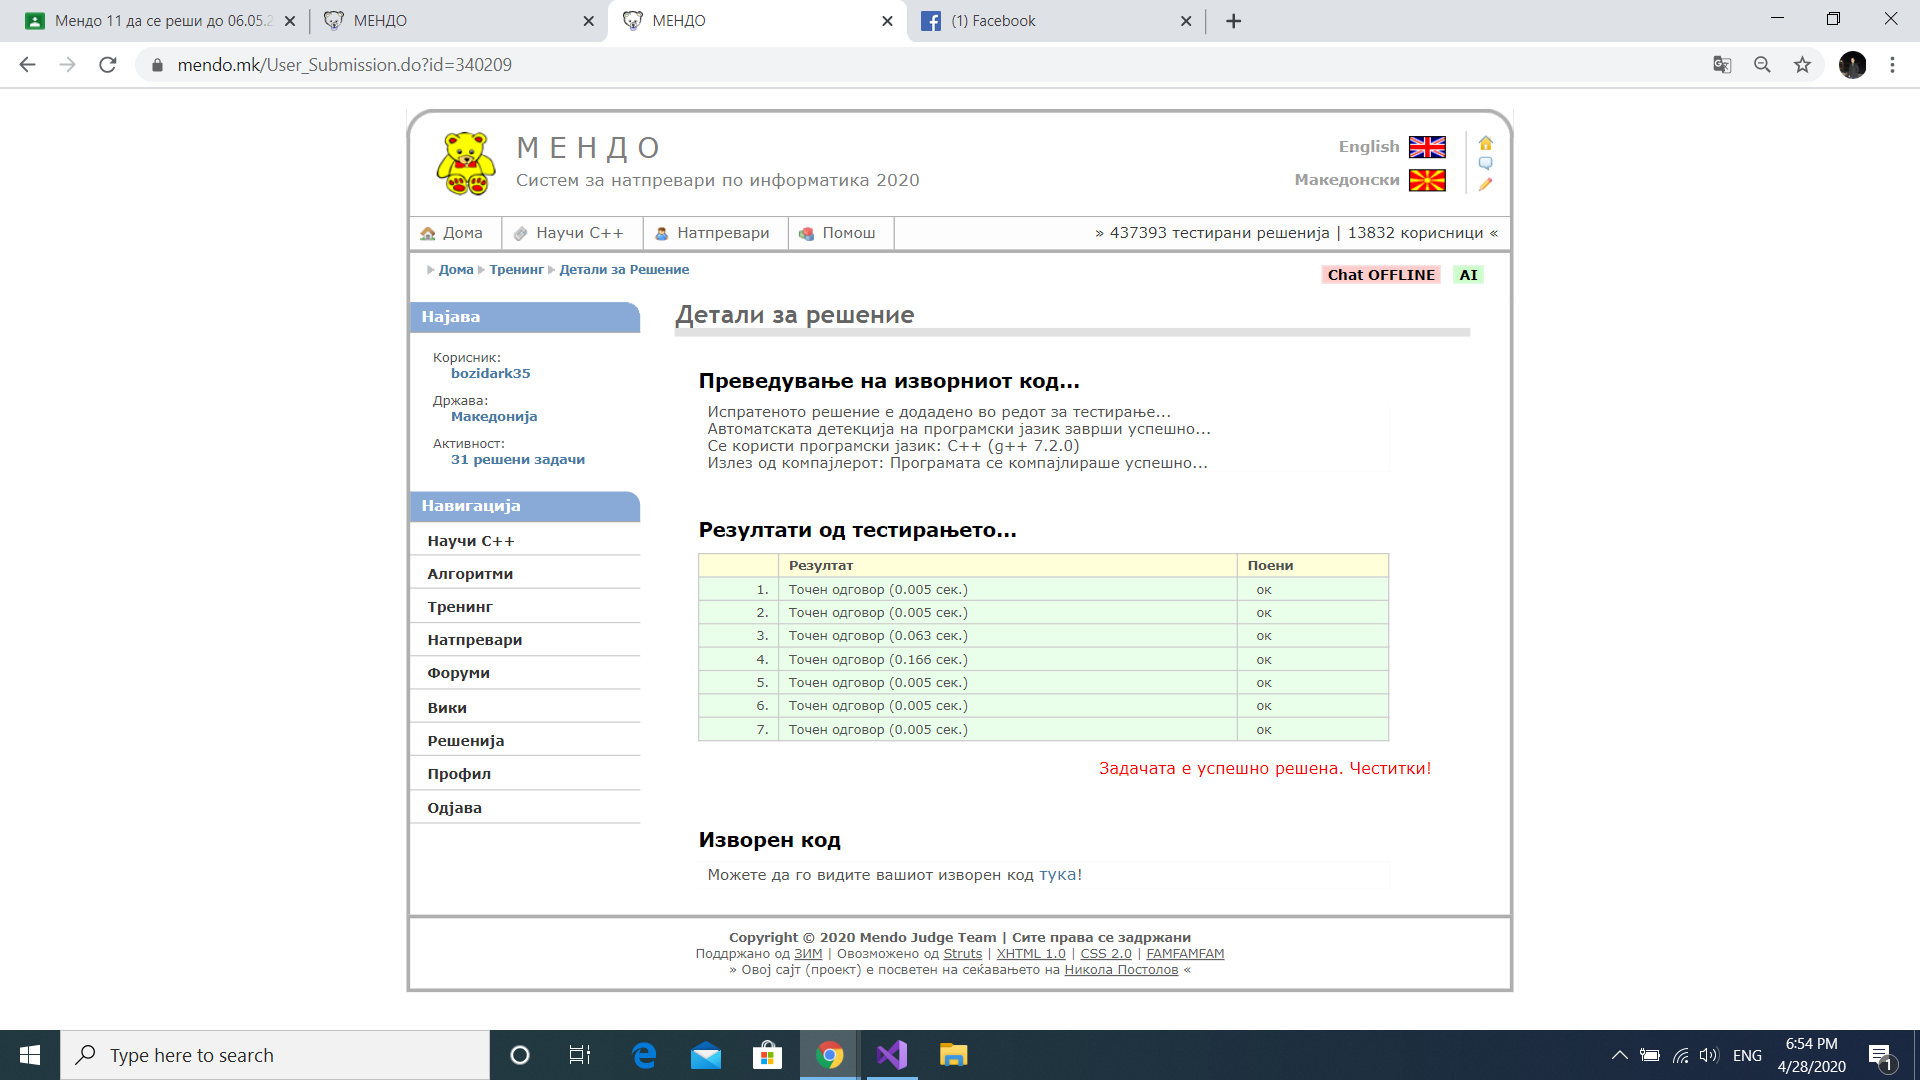 Мендо 11 да се реши до 06.05.2
МЕНДО
МЕНДО
(1) Facebook
mendo.mk/User_Submission.do?id=340209
МЕНДО
Систем за натпревари по информатика 2020
English
Македонски
Дома
Научи C++
Натпревари
Помош
» 437393 тестирани решенија | 13832 корисници «
Дома Тренинг Детали за Решение
Chat OFFLINE AI
Најава
Корисник:
bozidark35
Држава:
Македонија
Активност:
31 решени задачи
Навигација
Научи C++
Алгоритми
Тренинг
Натпревари
Форуми
Вики
Решенија
Профил
Одјава
Детали за решение
Преведување на изворниот код...
Испратеното решение е додадено во редот за тестирање...
Автоматската детекција на програмски јазик заврши успешно...
Се користи програмски јазик: C++ (g++ 7.2.0)
Излез од компајлерот: Програмата се компајлираше успешно...
Резултати од тестирањето...
Резултат Поени
1. Точен одговор (0.005 сек.) ок
2. Точен одговор (0.005 сек.) ок
3. Точен одговор (0.063 сек.) ок
4. Точен одговор (0.166 сек.) ок
5. Точен одговор (0.005 сек.) ок
6. Точен одговор (0.005 сек.) ок
7. Точен одговор (0.005 сек.) ок
Задачата е успешно решена. Честитки!
Изворен код
Можете да го видите вашиот изворен код тука!
Copyright © 2020 Mendo Judge Team | Сите права се задржани
Поддржано од ЗИМ | Овозможено од Struts | XHTML 1.0 | CSS 2.0 | FAMFAMFAM
» Овој сајт (проект) е посветен на сеќавањето на Никола Постолов «
Type here to search
ENG
6:54 PM
4/28/2020
1